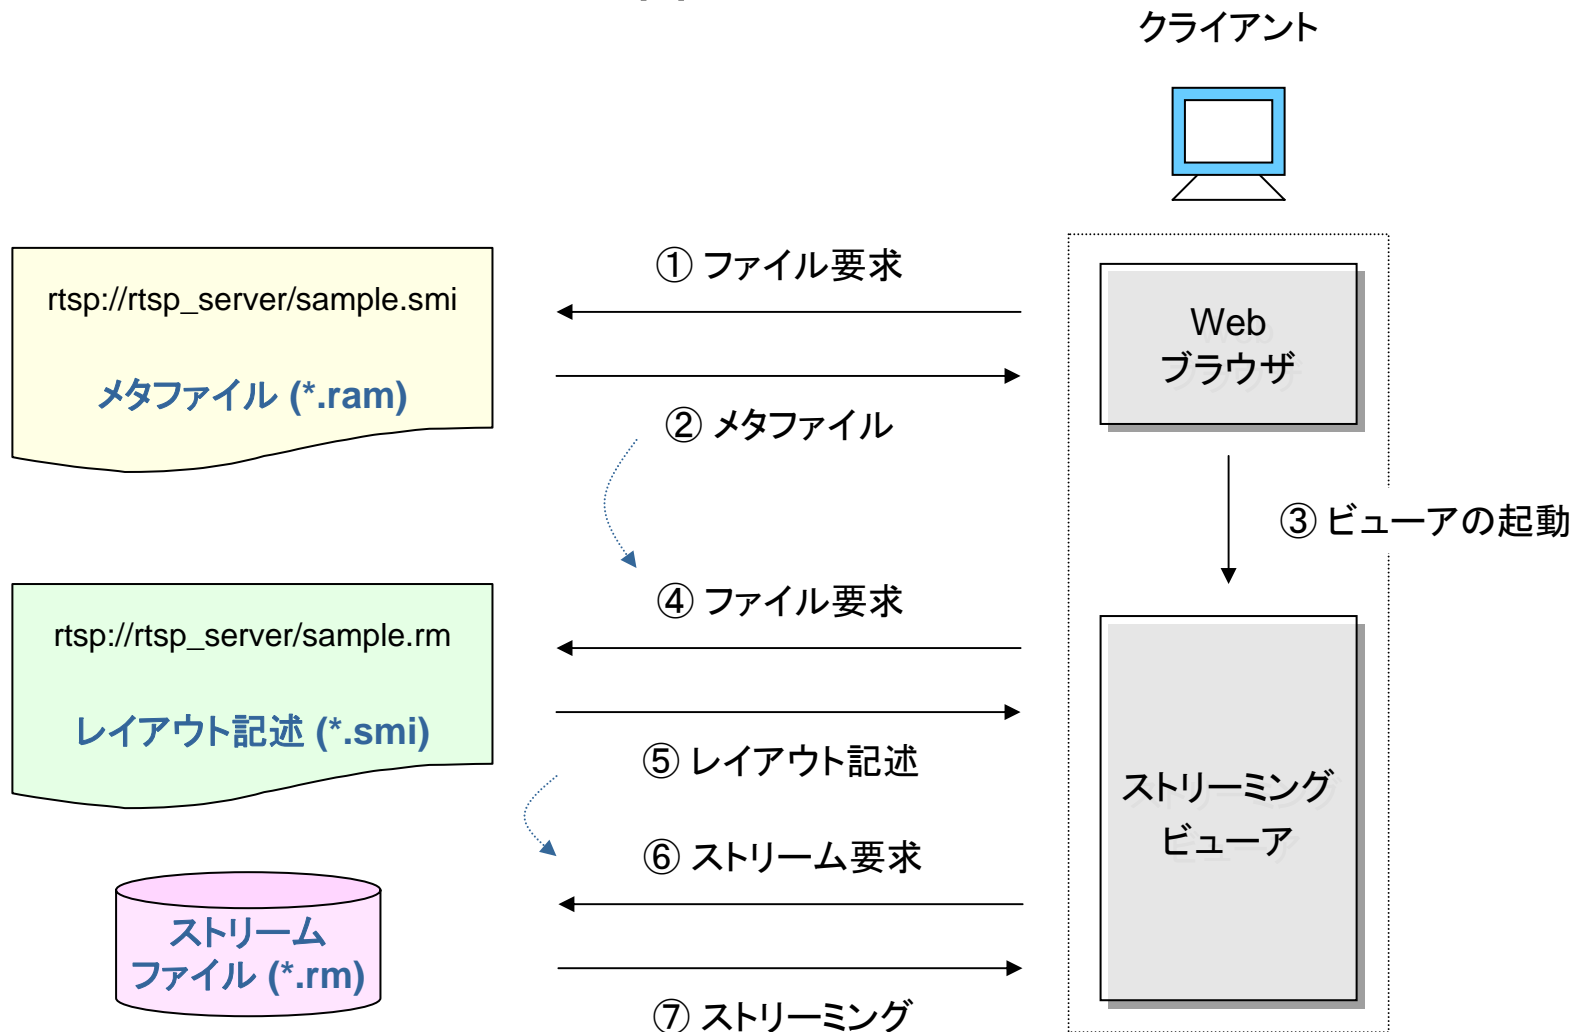 クライアント
① ファイル要求
rtsp://rtsp_server/sample.smi
メタファイル (*.ram)
Web
ブラウザ
② メタファイル
③ ビューアの起動
④ ファイル要求
rtsp://rtsp_server/sample.rm
レイアウト記述 (*.smi)
⑤ レイアウト記述
ストリーミング
ビューア
⑥ ストリーム要求
ストリーム
ファイル (*.rm)
⑦ ストリーミング